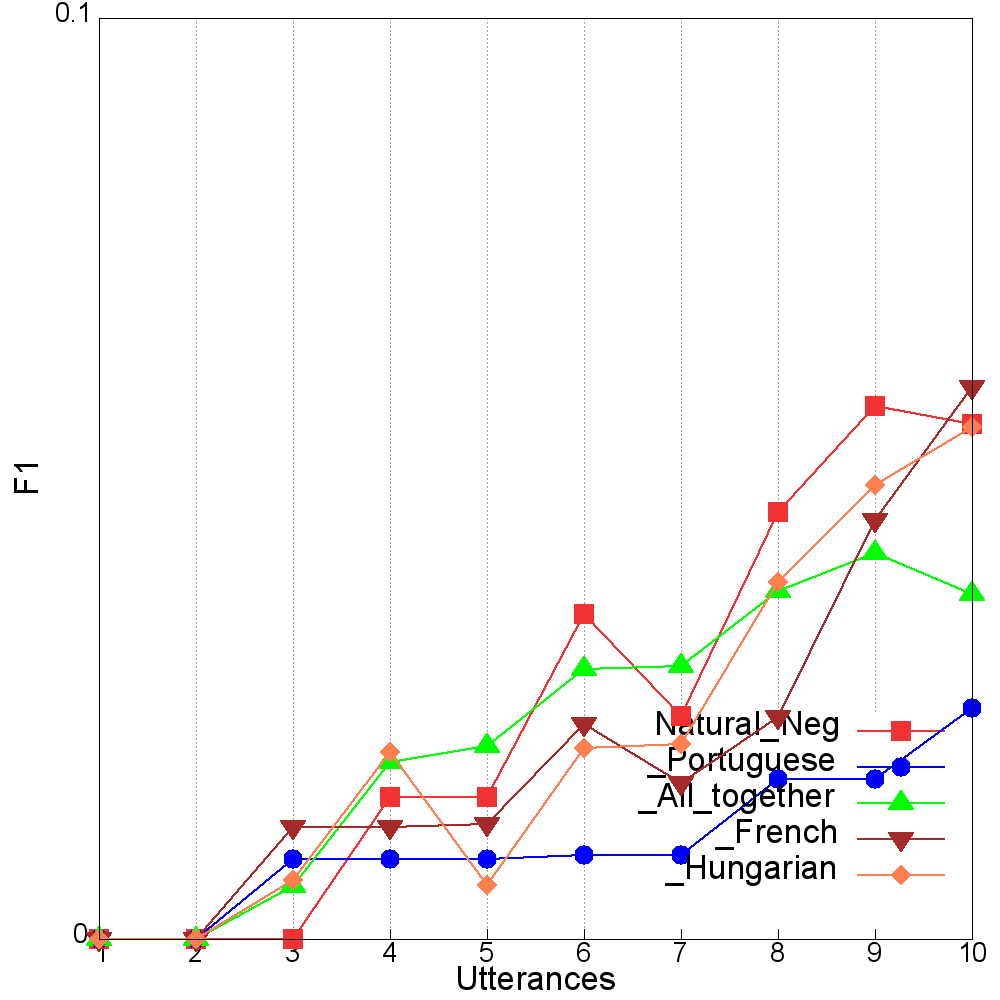 0.1
F1
Natural_Neg
_Portuguese
_All_together
_French
_Hungarian
0
1 2 3 4 5 6 7 8 9 10
Utterances